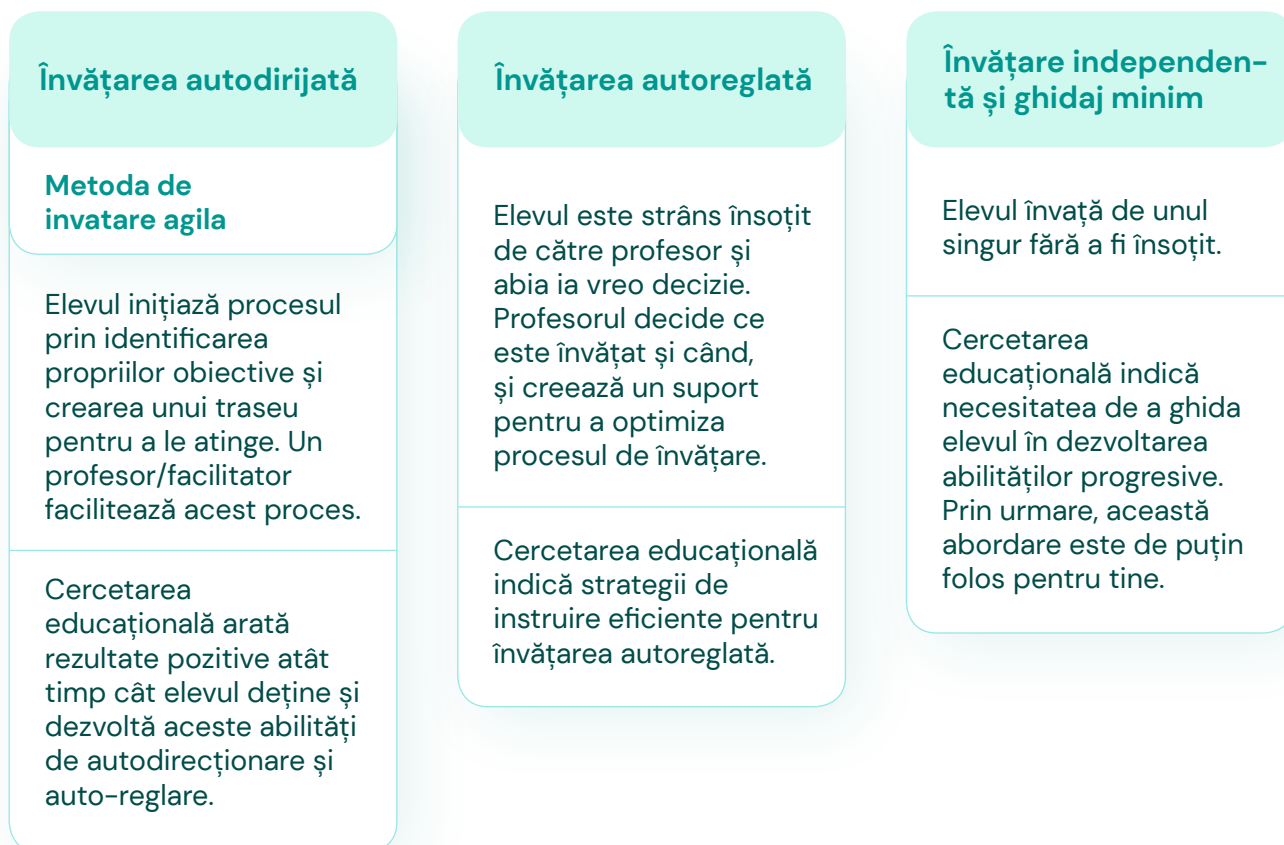 Învățarea autodirijată
Metoda de
invatare agila
Elevul inițiază procesul
prin identificarea
propriilor obiective și
crearea unui traseu
pentru a le atinge. Un
profesor/facilitator
facilitează acest proces.
Cercetarea
educațională arată
rezultate pozitive atât
timp cât elevul deține și
dezvoltă aceste abilități
de autodirecționare și
auto-reglare.
Învățarea autoreglată
Elevul este strâns însoțit
de către profesor și
abia ia vreo decizie.
Profesorul decide ce
este învățat și când,
și creează un suport
pentru a optimiza
procesul de învățare.
Cercetarea educațională
indică strategii de
instruire eficiente pentru
învățarea autoreglată.
Învățare independen-
tă și ghidaj minim
Elevul învață de unul
singur fără a fi însoțit.
Cercetarea
educațională indică
necesitatea de a ghida
elevul în dezvoltarea
abilităților progresive.
Prin urmare, această
abordare este de puțin
folos pentru tine.